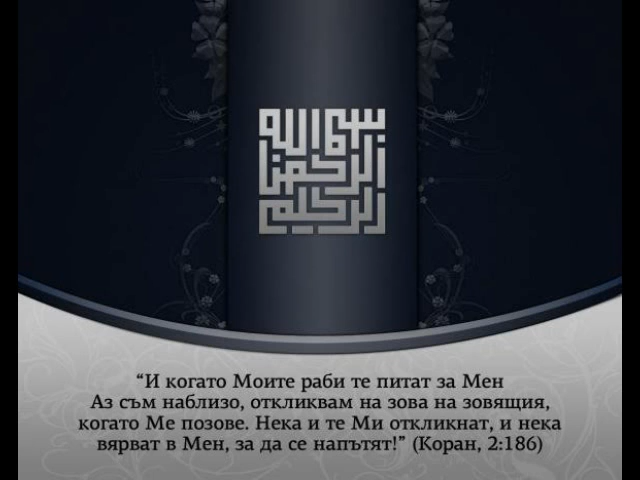 بسم الله
الرحمن
الرحيم
“И когато Моите раби те питат за Мен
Аз съм наблизо, откликвам на зова на зовящия,
когато Ме позове. Нека и те Ми откликнат, и нека
вярват в Мен, за да се напътят!” (Коран, 2:186)